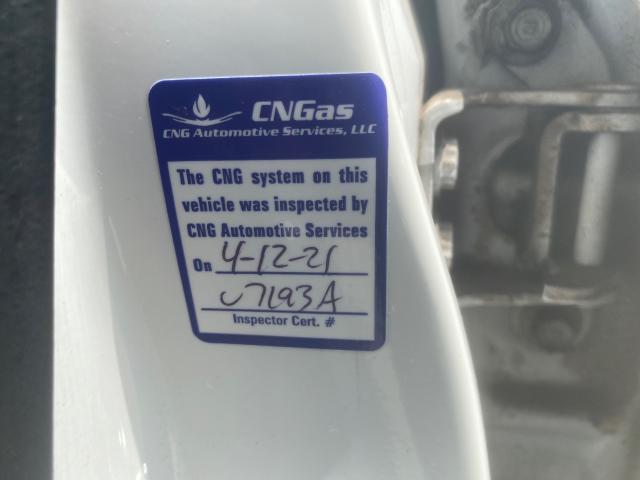 CNGas
CNG Automotive Services, LLC
The CNG system on this
vehicle was inspected by
CNG Automotive Services
On 4-12-21
U7193A
Inspector Cert. #